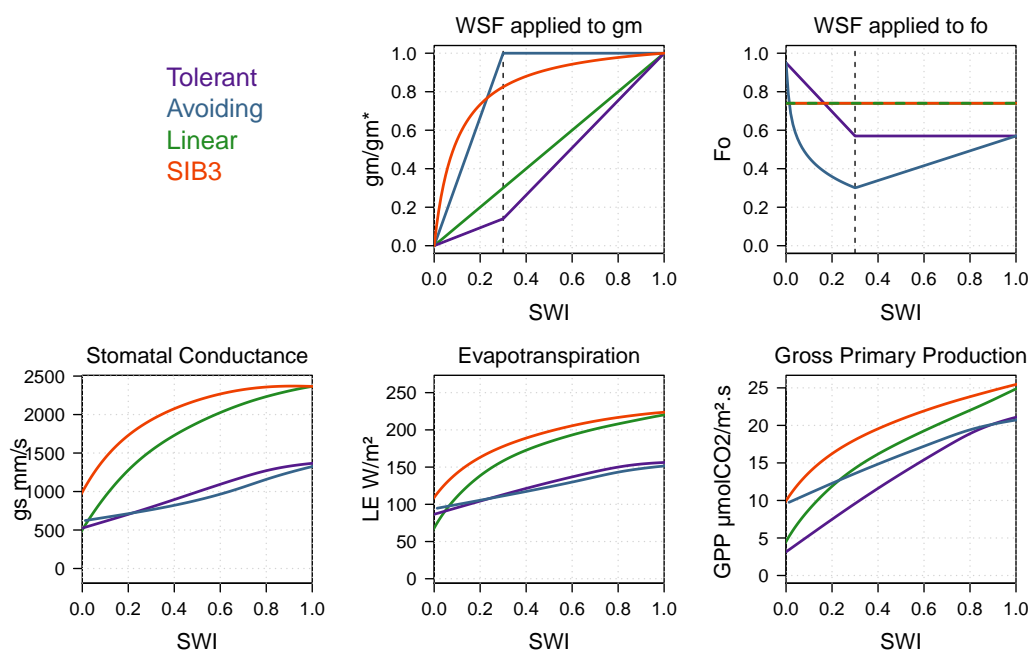 WSF applied to gm
WSF applied to fo
Tolerant
Avoiding
Linear
SIB3
gm/gm*
1.0
0.8
0.6
0.4
0.2
0.0
0.0 0.2 0.4 0.6 0.8 1.0
SWI
Fo
1.0
0.8
0.6
0.4
0.2
0.0
0.0 0.2 0.4 0.6 0.8 1.0
SWI
Stomatal Conductance
gs mm/s
2500
2000
1500
1000
500
0
0.0 0.2 0.4 0.6 0.8 1.0
SWI
Evapotranspiration
LE W/m²
250
200
150
100
50
0
0.0 0.2 0.4 0.6 0.8 1.0
SWI
Gross Primary Production
GPP µmolCO2/m².s
25
20
15
10
5
0
0.0 0.2 0.4 0.6 0.8 1.0
SWI